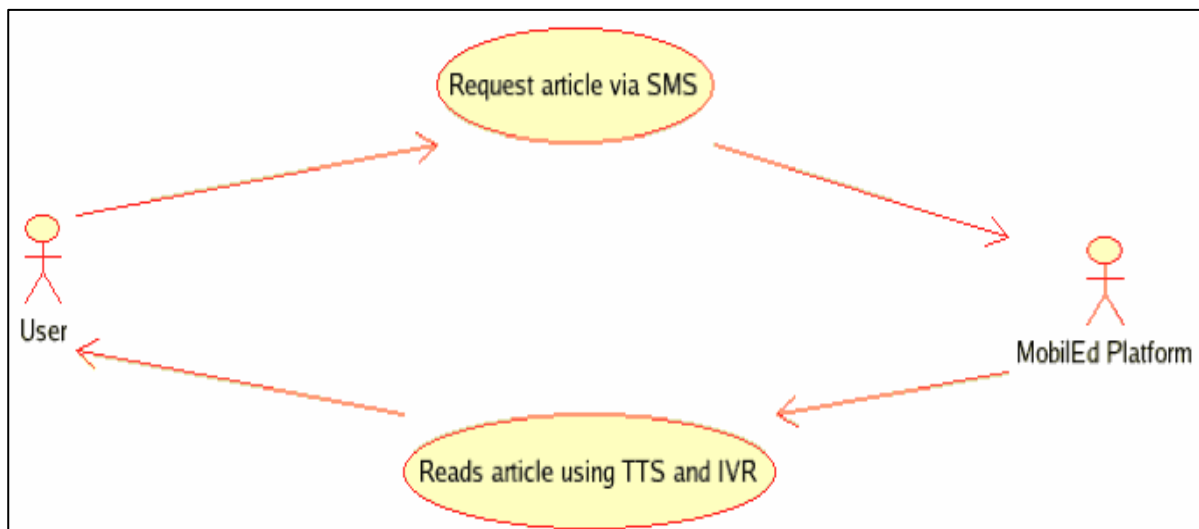 Request article via SMS
User
MobilEd Platform
Reads article using TTS and IVR